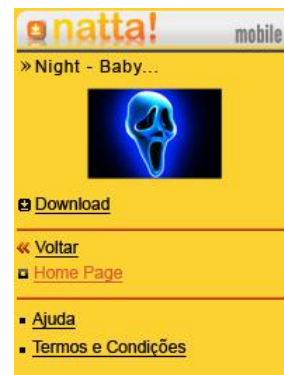 natta! mobile
» Night - Baby...
Download
« Voltar
Home Page
Ajuda
Termos e Condições